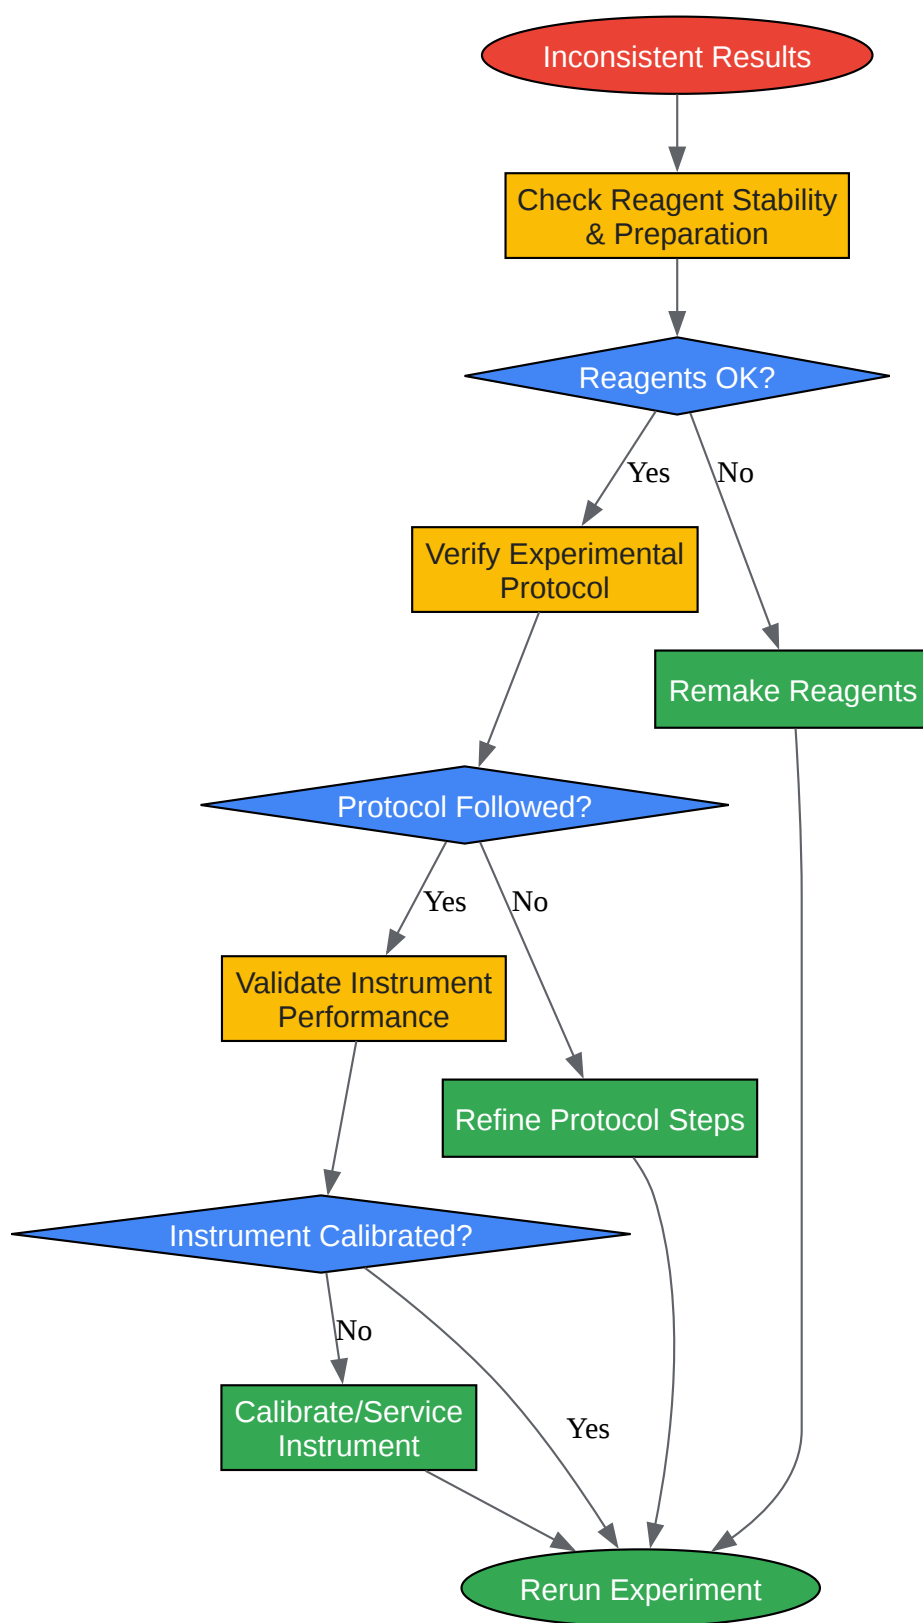 Inconsistent Results
Check Reagent Stability
& Preparation
Reagents OK?
Yes
No
Verify Experimental
Protocol
Remake Reagents
Protocol Followed?
Yes
No
Validate Instrument
Performance
Refine Protocol Steps
Instrument Calibrated?
No
Calibrate/Service
Instrument
Yes
Rerun Experiment